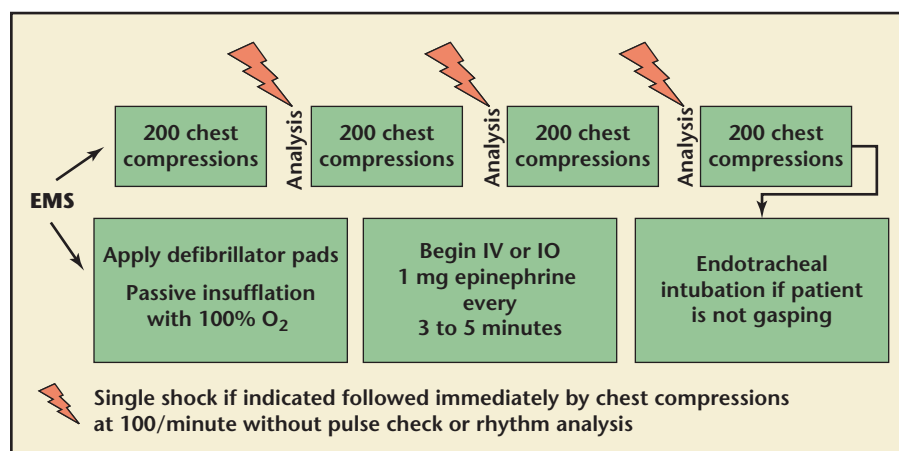 200 chest
compressions
Analysis
200 chest
compressions
Analysis
200 chest
compressions
Analysis
200 chest
compressions
EMS
Apply defibrillator pads
Passive insufflation
with 100% O₂
Begin IV or IO
1 mg epinephrine
every
3 to 5 minutes
Endotracheal
intubation if patient
is not gasping
Single shock if indicated followed immediately by chest compressions
at 100/minute without pulse check or rhythm analysis